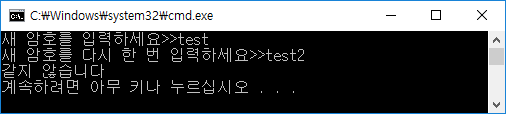 C:₩Windows₩system32₩cmd.exe
새 암호를 입력하세요>>test
새 암호를 다시 한 번 입력하세요>>test2
같지 않습니다
계속하려면 아무 키나 누르십시오 . . .